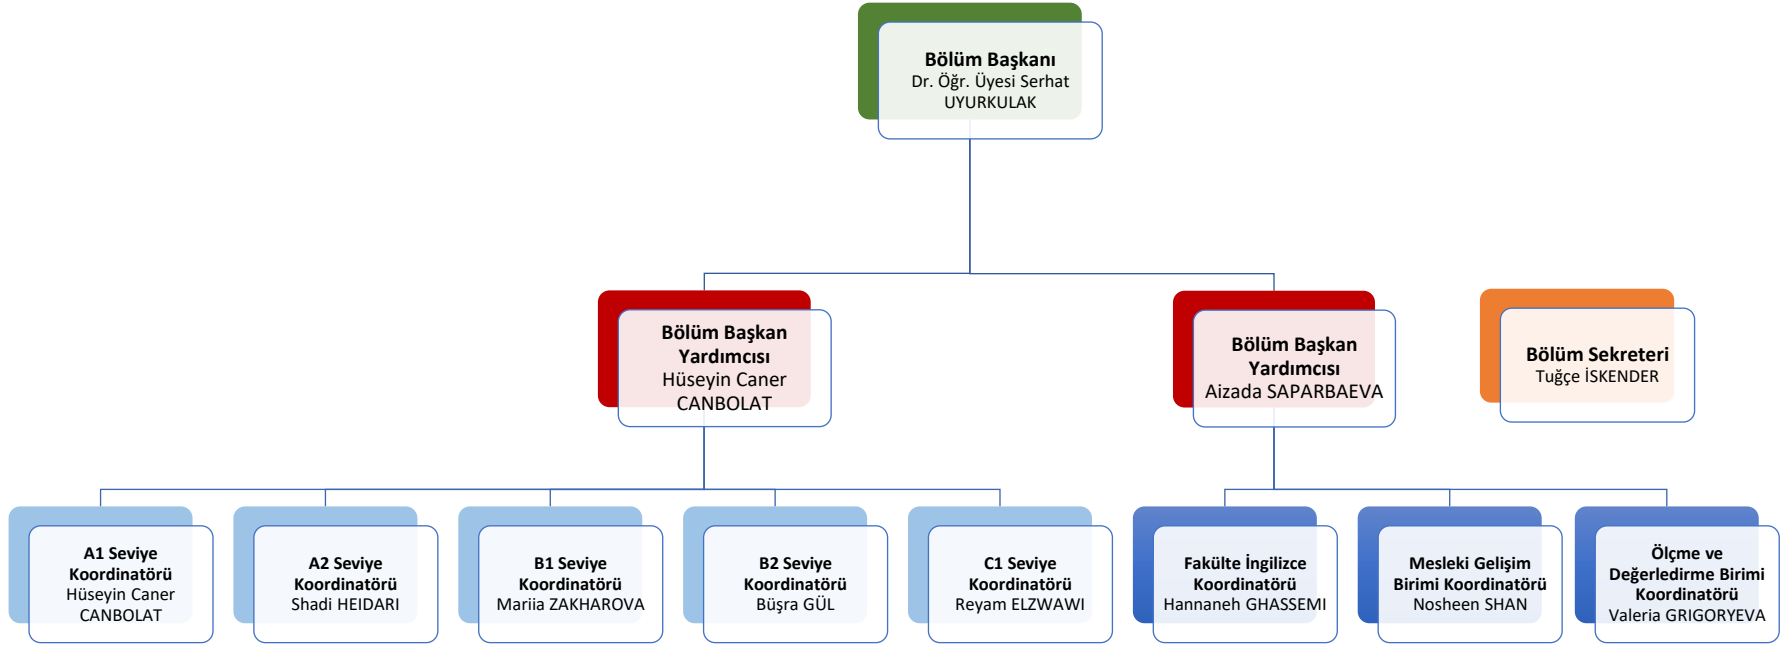 Bölüm Başkanı
Dr. Öğr. Üyesi Serhat
UYURKULAK
Bölüm Başkan
Yardımcısı
Hüseyin Caner
CANBOLAT
Bölüm Başkan
Yardımcısı
Aizada SAPARBAEVA
Bölüm Sekreteri
Tuğçe İSKENDER
A1 Seviye
Koordinatörü
Hüseyin Caner
CANBOLAT
A2 Seviye
Koordinatörü
Shadi HEIDARI
B1 Seviye
Koordinatörü
Mariia ZAKHAROVA
B2 Seviye
Koordinatörü
Büşra GÜL
C1 Seviye
Koordinatörü
Reyam ELZWAWI
Fakülte İngilizce
Koordinatörü
Hannaneh GHASSEMI
Mesleki Gelişim
Birimi Koordinatörü
Nosheen SHAN
Ölçme ve
Değerledirme Birimi
Koordinatörü
Valeria GRIGORYEVA